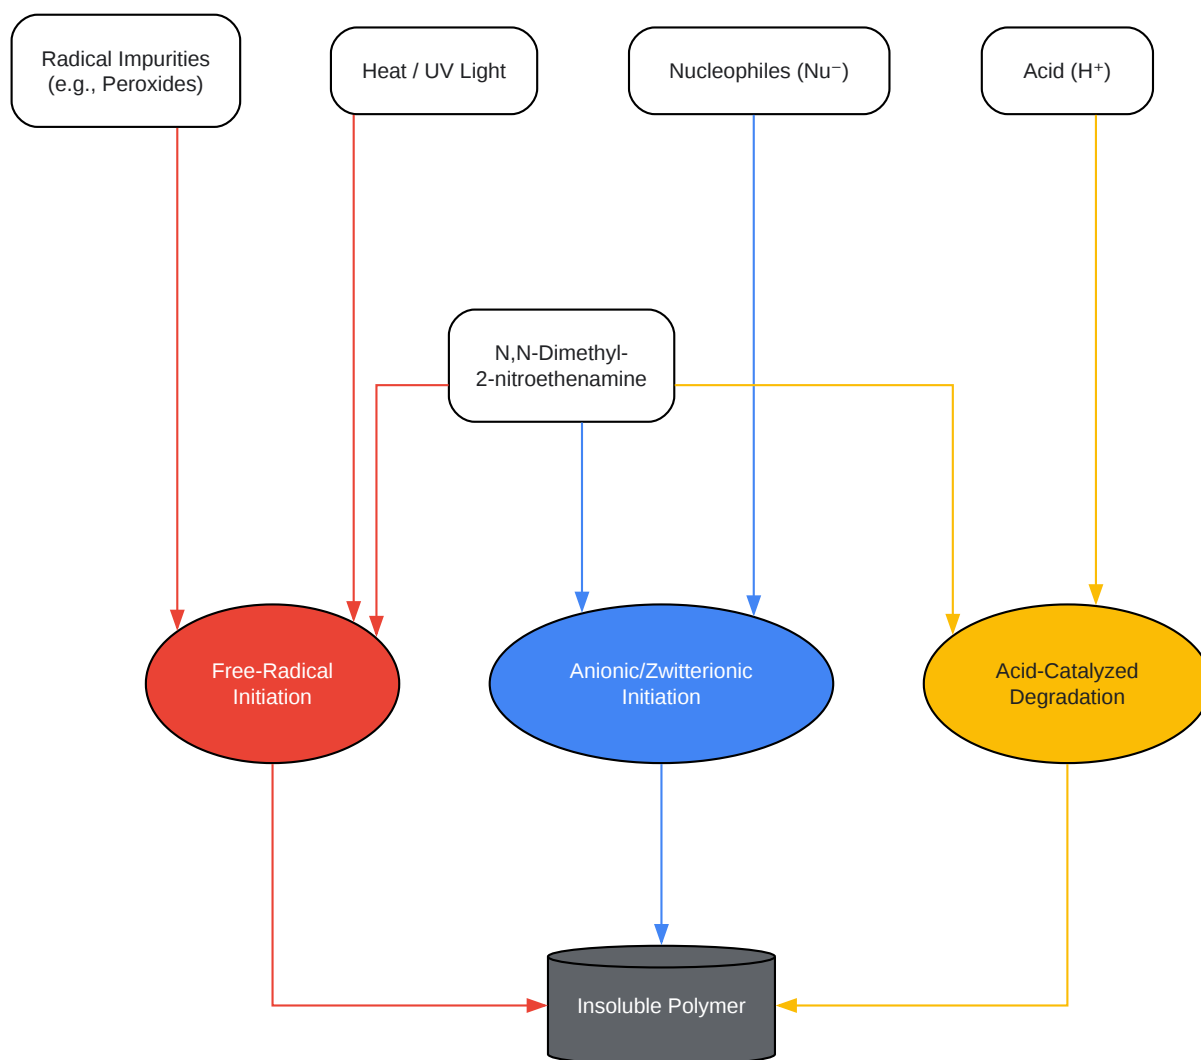 Radical Impurities
(e.g., Peroxides)
Heat / UV Light
Nucleophiles (Nu⁻)
Acid (H⁺)
N,N-Dimethyl-
2-nitroethenamine
Free-Radical
Initiation
Anionic/Zwitterionic
Initiation
Acid-Catalyzed
Degradation
Insoluble Polymer